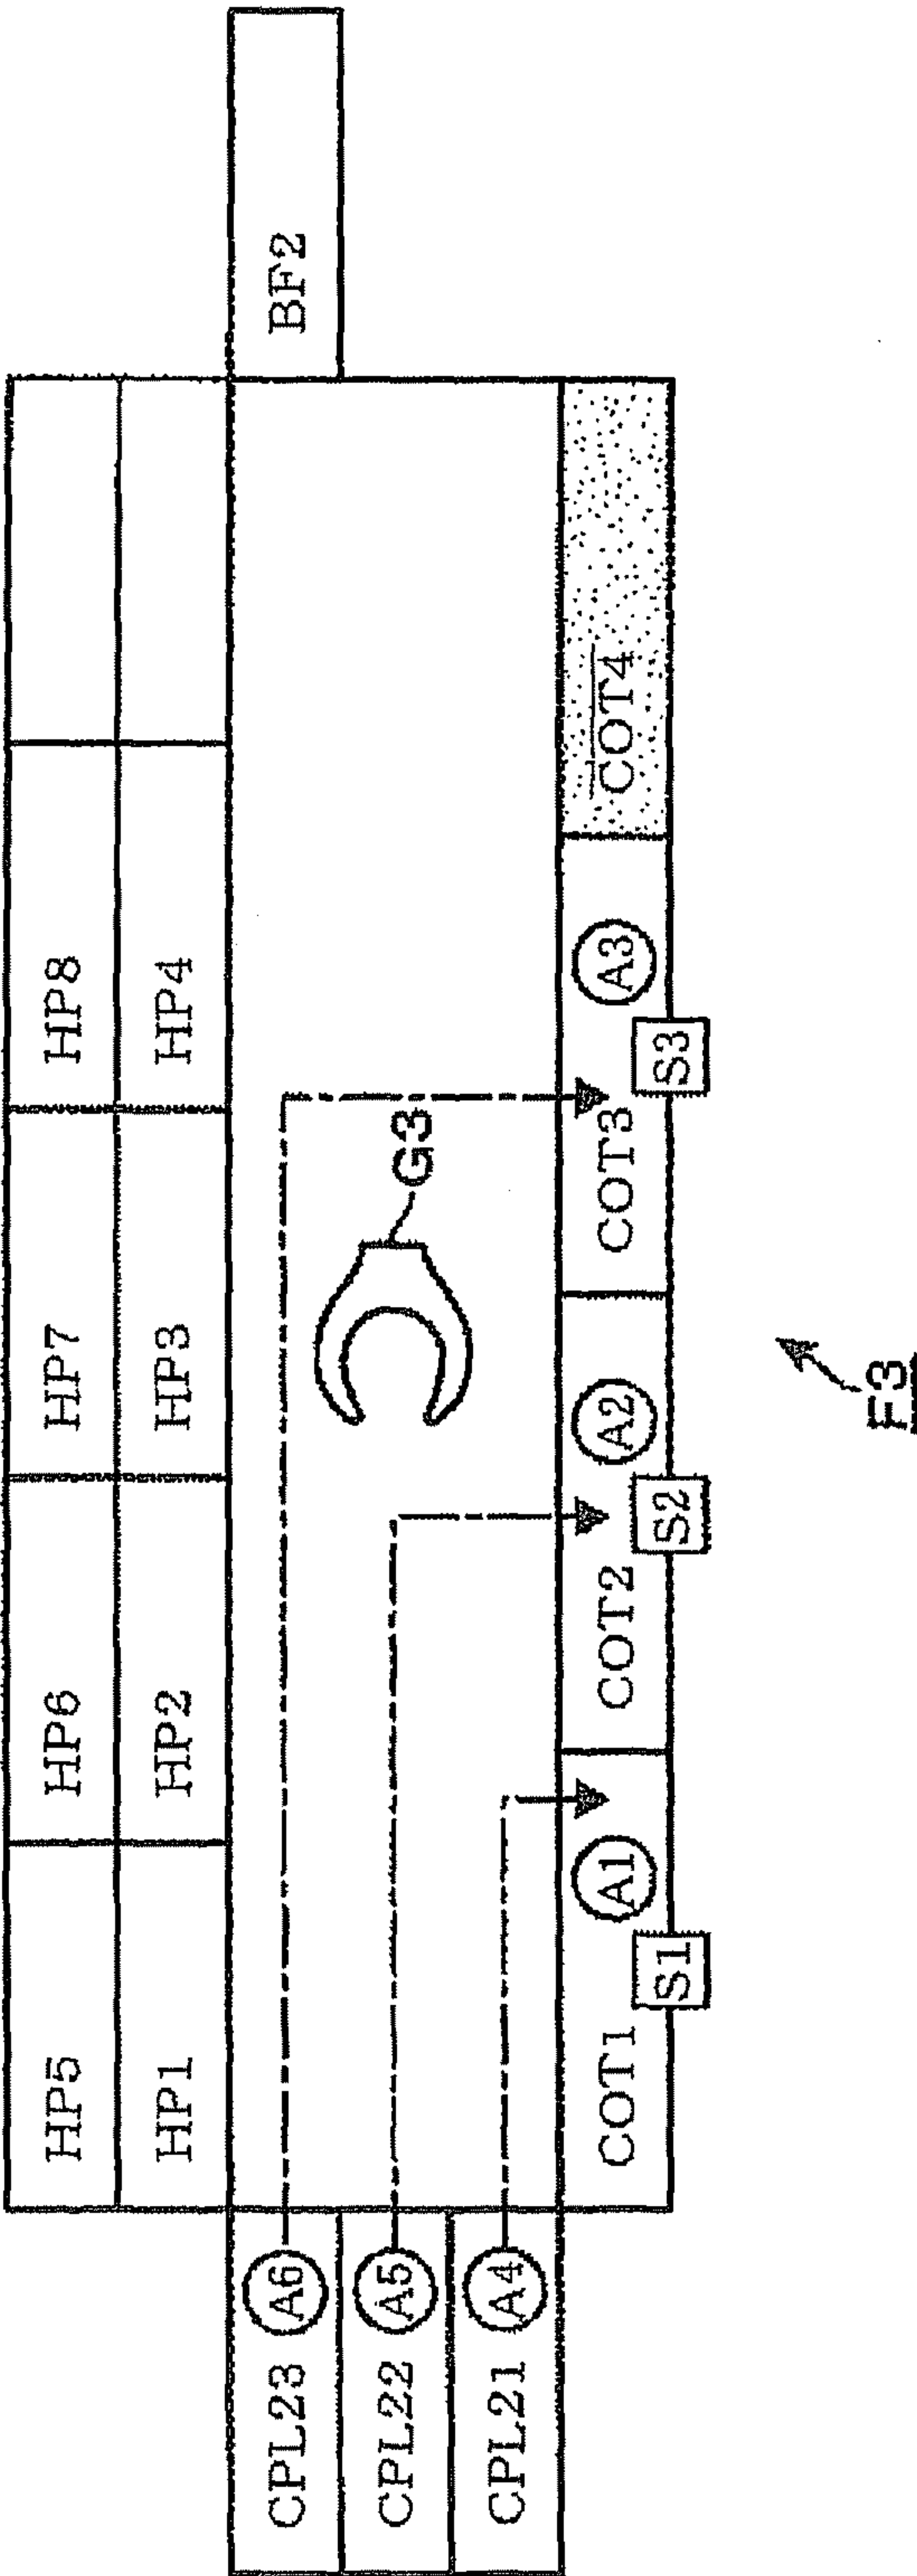 HP5 HP6 HP7 HP8
HP1 HP2 HP3 HP4
CPL23 A6 BF2
CPL22 A5 G3
CPL21 A4
COT1 A1 COT2 A2 COT3 A3 COT4
S1 S2 S3
F3